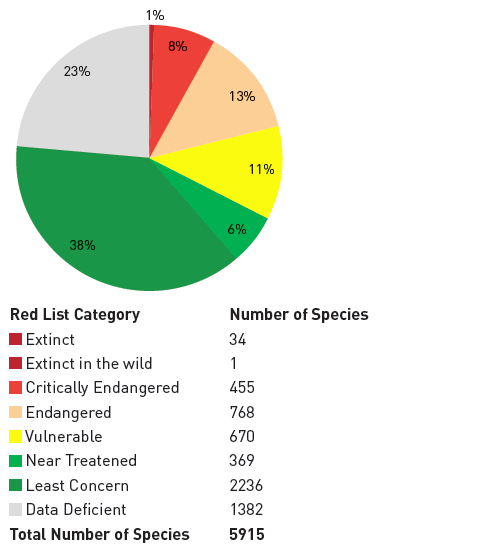 1%
8%
23%
13%
11%
6%
38%
Red List Category Number of Species
Extinct 34
Extinct in the wild 1
Critically Endangered 455
Endangered 768
Vulnerable 670
Near Treatened 369
Least Concern 2236
Data Deficient 1382
Total Number of Species 5915